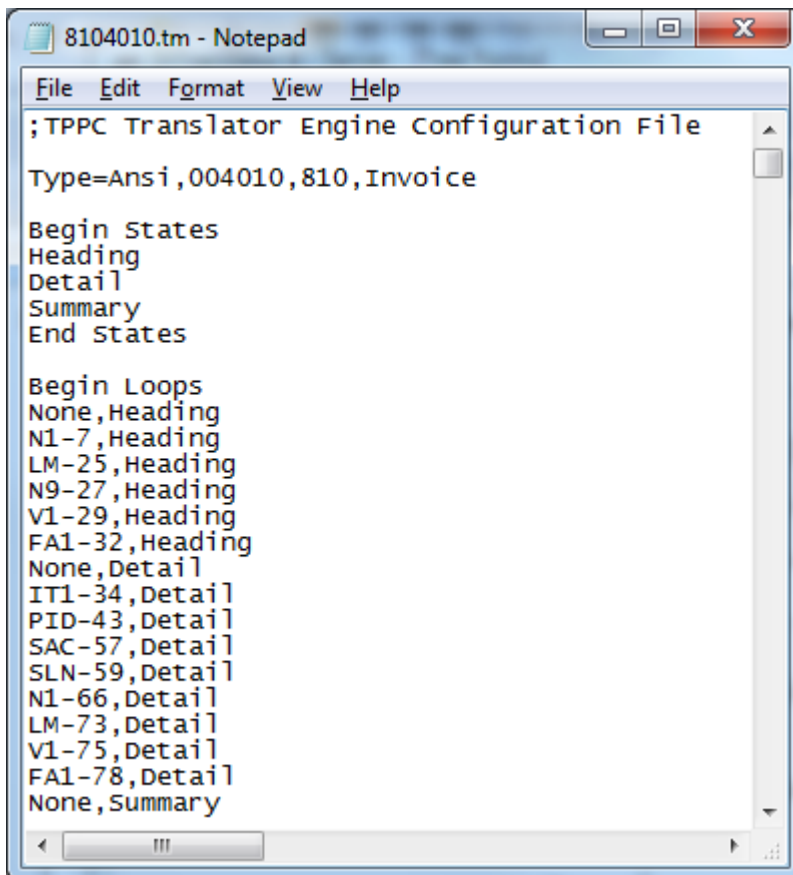 8104010.tm - Notepad
File Edit Format View Help
;TPPC Translator Engine Configuration File
Type=Ansi,004010,810,Invoice
Begin States
Heading
Detail
Summary
End States
Begin Loops
None,Heading
N1-7,Heading
LM-25,Heading
N9-27,Heading
V1-29,Heading
FA1-32,Heading
None,Detail
IT1-34,Detail
PID-43,Detail
SAC-57,Detail
SLN-59,Detail
N1-66,Detail
LM-73,Detail
V1-75,Detail
FA1-78,Detail
None,Summary